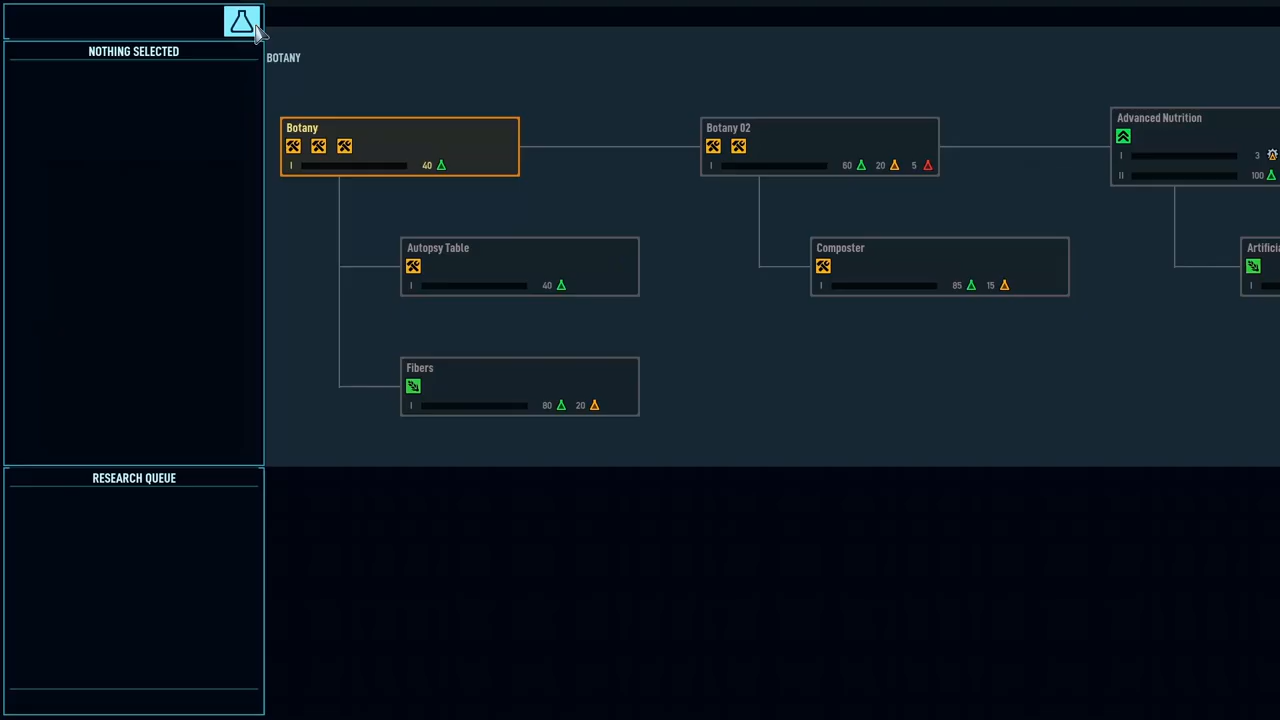 NOTHING SELECTED
BOTANY
Botany
I 40
Botany 02
I 60 20 5
Advanced Nutrition
I 3
II 100
Autopsy Table
I 40
Composter
I 85 15
I
Fibers
I 80 20
RESEARCH QUEUE